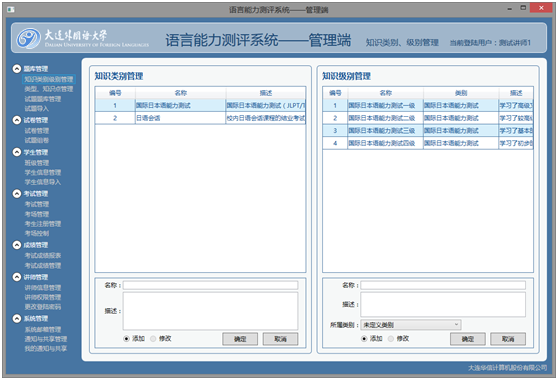 语言能力测评系统——管理端
大连外国语大学
DALIAN UNIVERSITY OF FOREIGN LANGUAGES
语言能力测评系统——管理端
知识类别、级别管理
当前登陆用户：测试讲师1
题库管理
知识类别级别管理
类型、知识点管理
试题题库管理
试题导入
试卷管理
试卷管理
试题组卷
学生管理
班级管理
学生信息管理
学生信息导入
考试管理
考试管理
考场管理
考生注册管理
考场控制
成绩管理
考试成绩报表
考试成绩管理
讲师管理
讲师信息管理
讲师权限管理
更改登陆密码
系统管理
系统邮箱管理
通知与共享管理
我的通知与共享
知识类别管理
编号 名称 描述
1 国际日本语能力测试 国际日本语能力测试（JLPT/
2 日语会话 校内日语会话课程的结业考试
名称：
描述：
添加 修改 确定 取消
知识级别管理
编号 名称 类别 描述
1 国际日本语能力测试一级 国际日本语能力测试 学习了高级
2 国际日本语能力测试二级 国际日本语能力测试 学习了较高
3 国际日本语能力测试三级 国际日本语能力测试 学习了基本
4 国际日本语能力测试四级 国际日本语能力测试 学习了初步
名称：
描述：
所属类别： 未定义类别
添加 修改 确定 取消
大连华信计算机股份有限公司